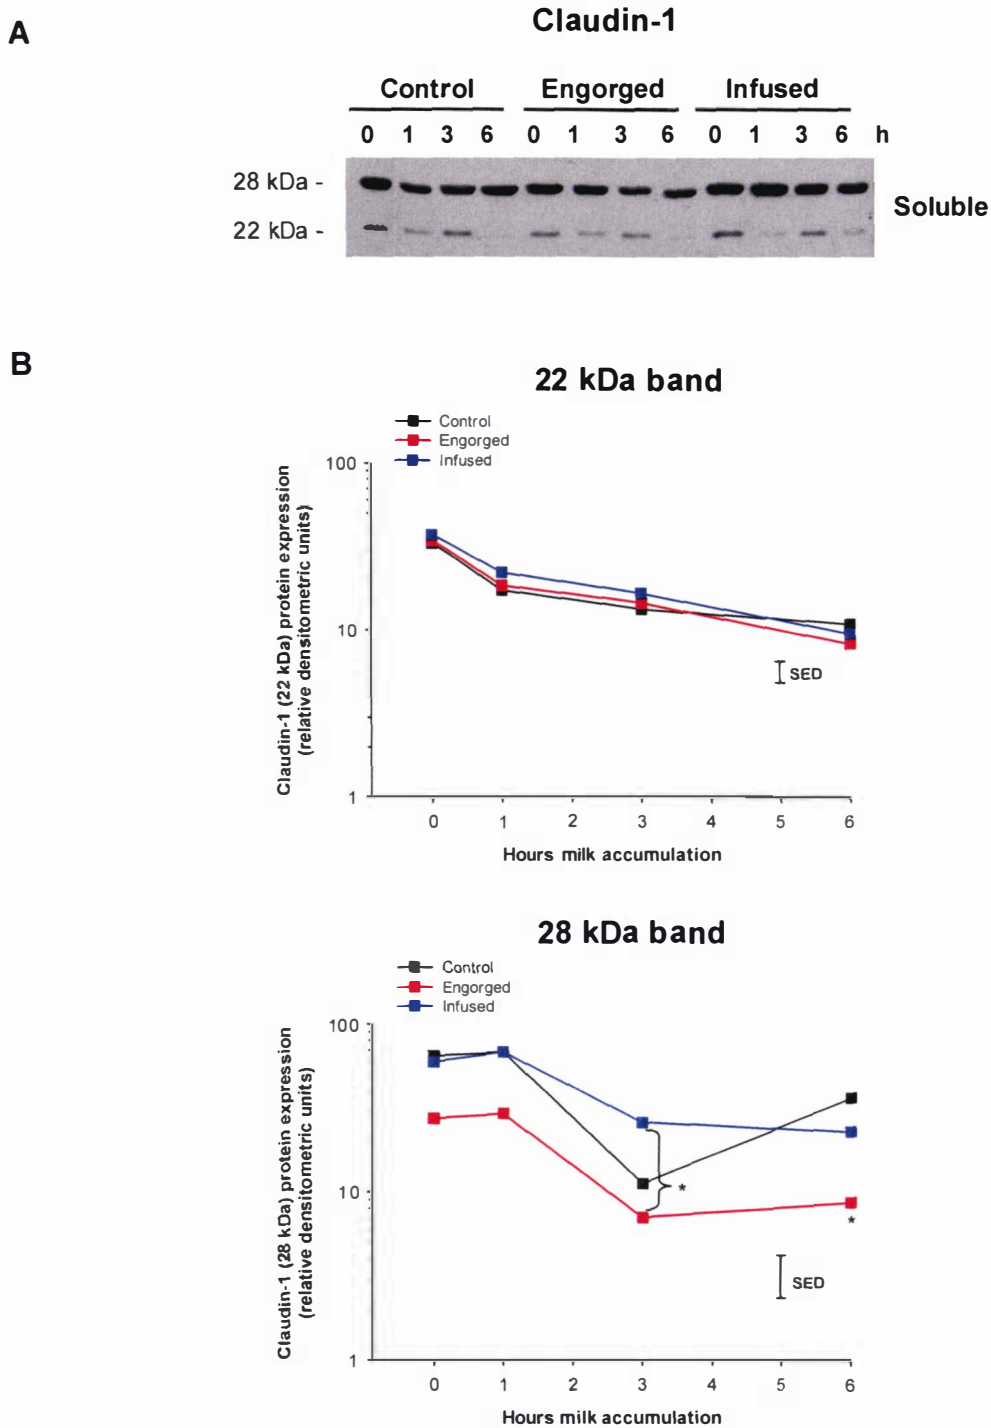 A
Claudin-1
Control Engorged Infused
0 1 3 6 0 1 3 6 0 1 3 6 h
28 kDa -
22 kDa -
Soluble
B
22 kDa band
Control
Engorged
Infused
Claudin-1 (22 kDa) protein expression
(relative densitometric units)
100
10
1
SED
0 1 2 3 4 5 6
Hours milk accumulation
28 kDa band
Control
Engorged
Infused
Claudin-1 (28 kDa) protein expression
(relative densitometric units)
100
10
1
*
*
SED
0 1 2 3 4 5 6
Hours milk accumulation